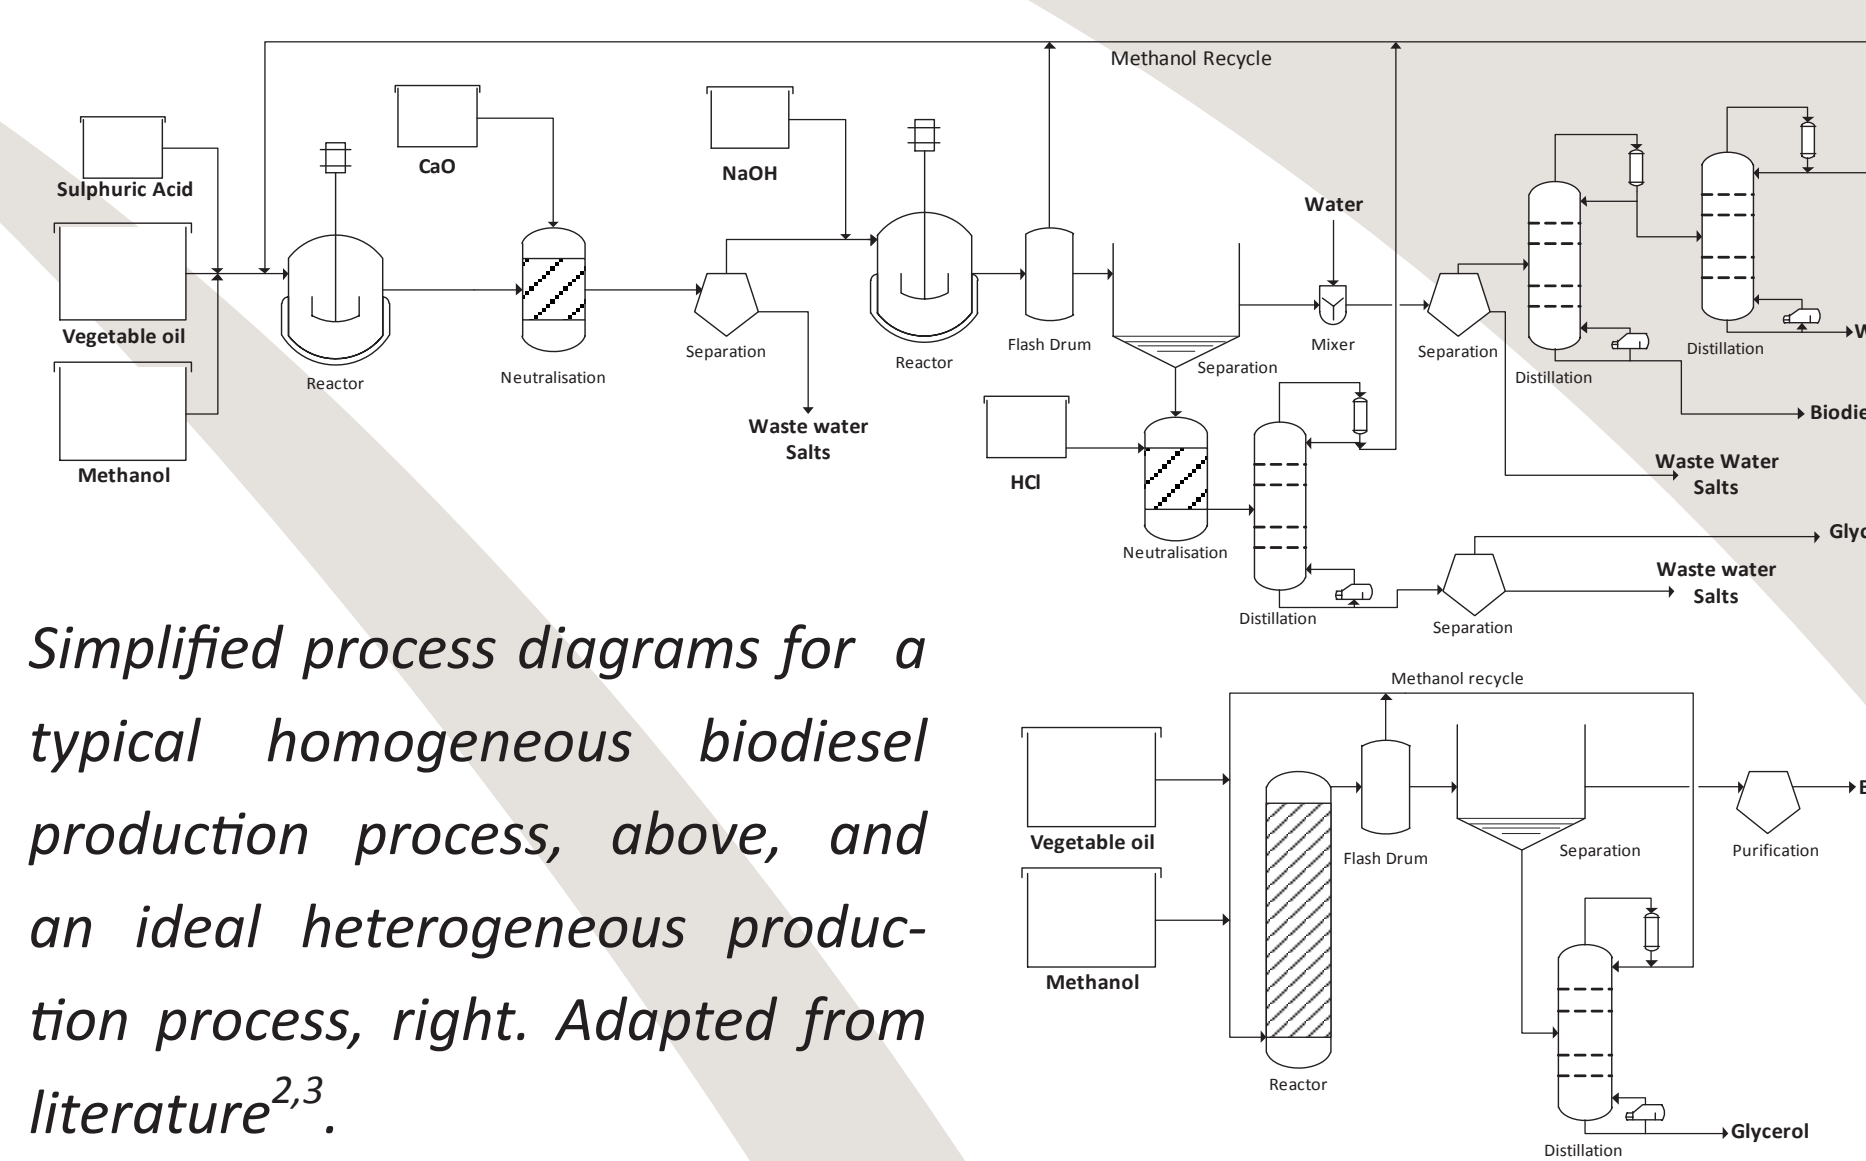 Methanol Recycle
Sulphuric Acid
CaO
NaOH
Water
Vegetable oil
Reactor
Neutralisation
Separation
Reactor
Flash Drum
Separation
Mixer
Separation
Distillation
Distillation
W
Biodie
Methanol
Waste water
Salts
HCl
Neutralisation
Distillation
Waste Water
Salts
Glyc
Waste water
Salts
Separation
Simplified process diagrams for a
typical homogeneous biodiesel
production process, above, and
an ideal heterogeneous produc-
tion process, right. Adapted from
literature2,3.
Methanol recycle
Vegetable oil
Flash Drum
Separation
Purification
B
Methanol
Reactor
Distillation
Glycerol